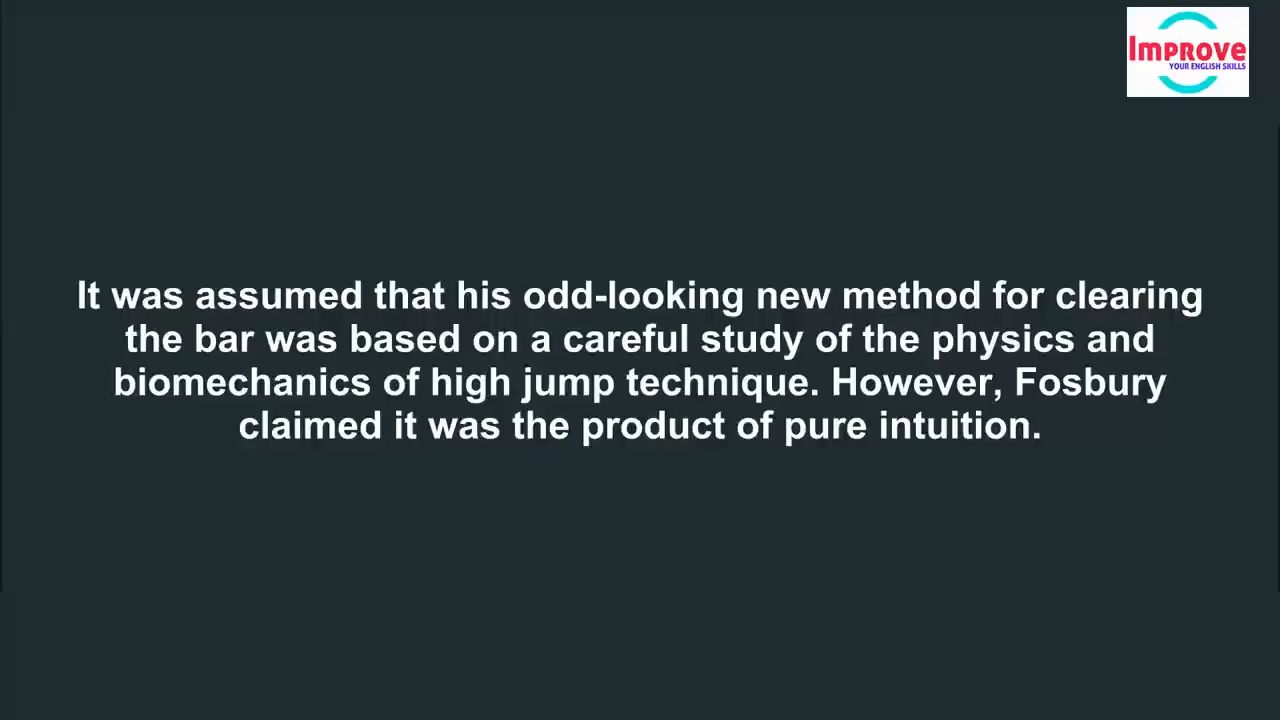 Improve
YOUR ENGLISH SKILLS
It was assumed that his odd-looking new method for clearing
the bar was based on a careful study of the physics and
biomechanics of high jump technique. However, Fosbury
claimed it was the product of pure intuition.